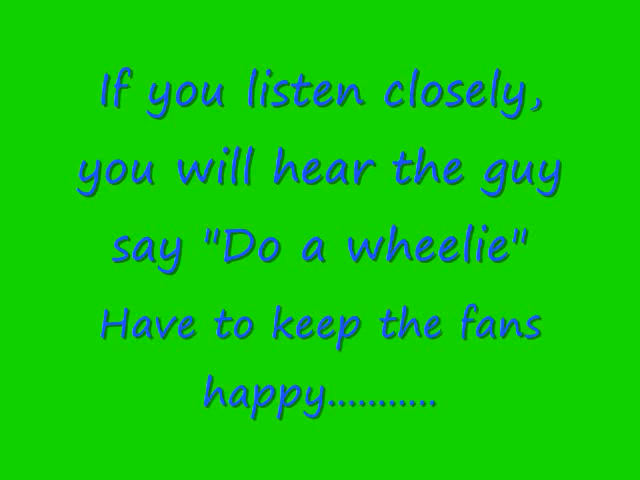 If you listen closely,
you will hear the guy
say "Do a wheelie"
Have to keep the fans
happy...........